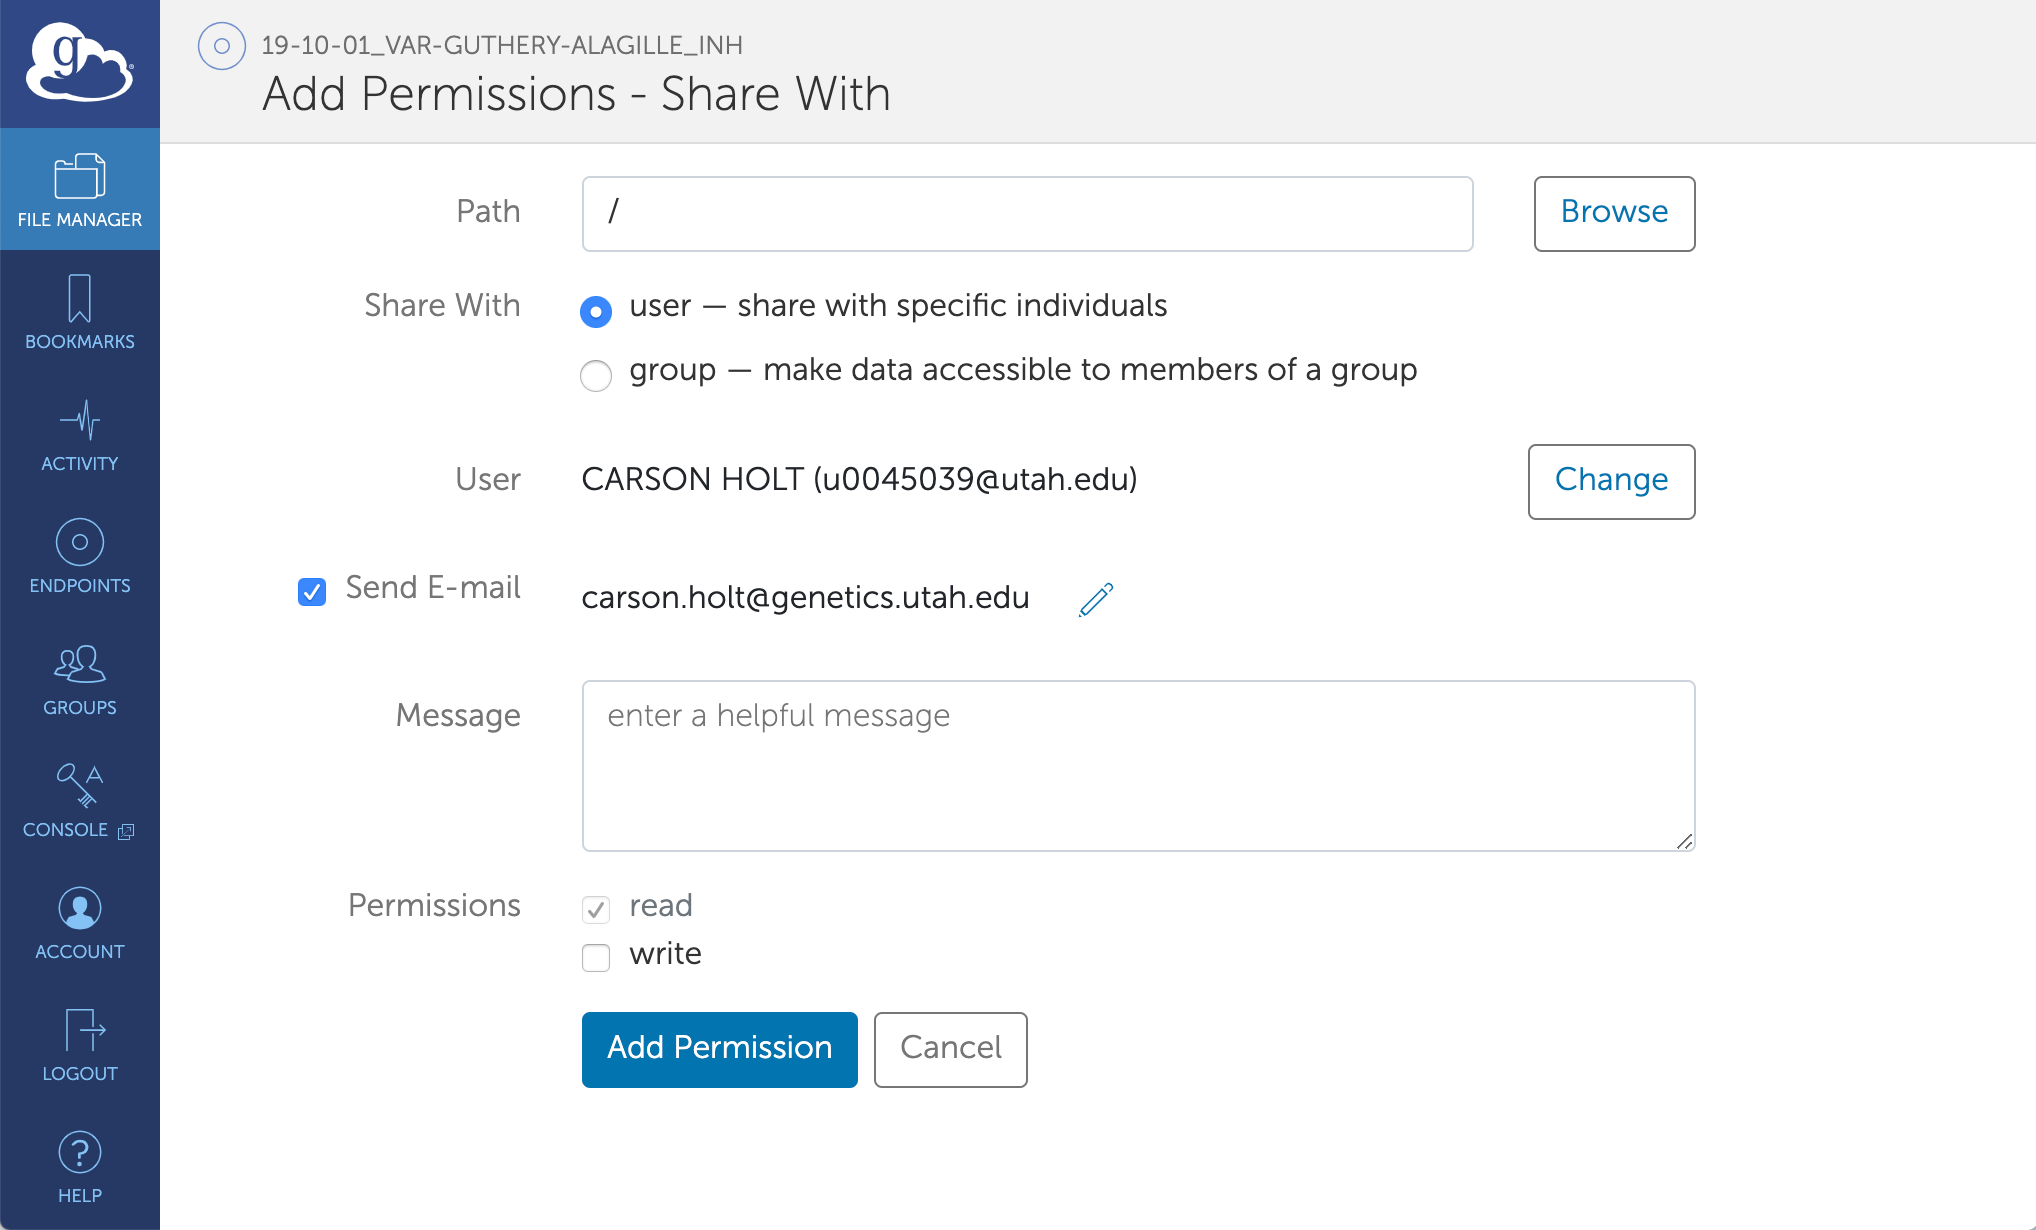 g
19-10-01_VAR-GUTHERY-ALAGILLE_INH
Add Permissions - Share With
FILE MANAGER
BOOKMARKS
ACTIVITY
ENDPOINTS
GROUPS
CONSOLE
ACCOUNT
LOGOUT
HELP
Path
/
Browse
Share With
user — share with specific individuals
group — make data accessible to members of a group
User
CARSON HOLT (u0045039@utah.edu)
Change
Send E-mail
carson.holt@genetics.utah.edu
Message
enter a helpful message
Permissions
read
write
Add Permission
Cancel